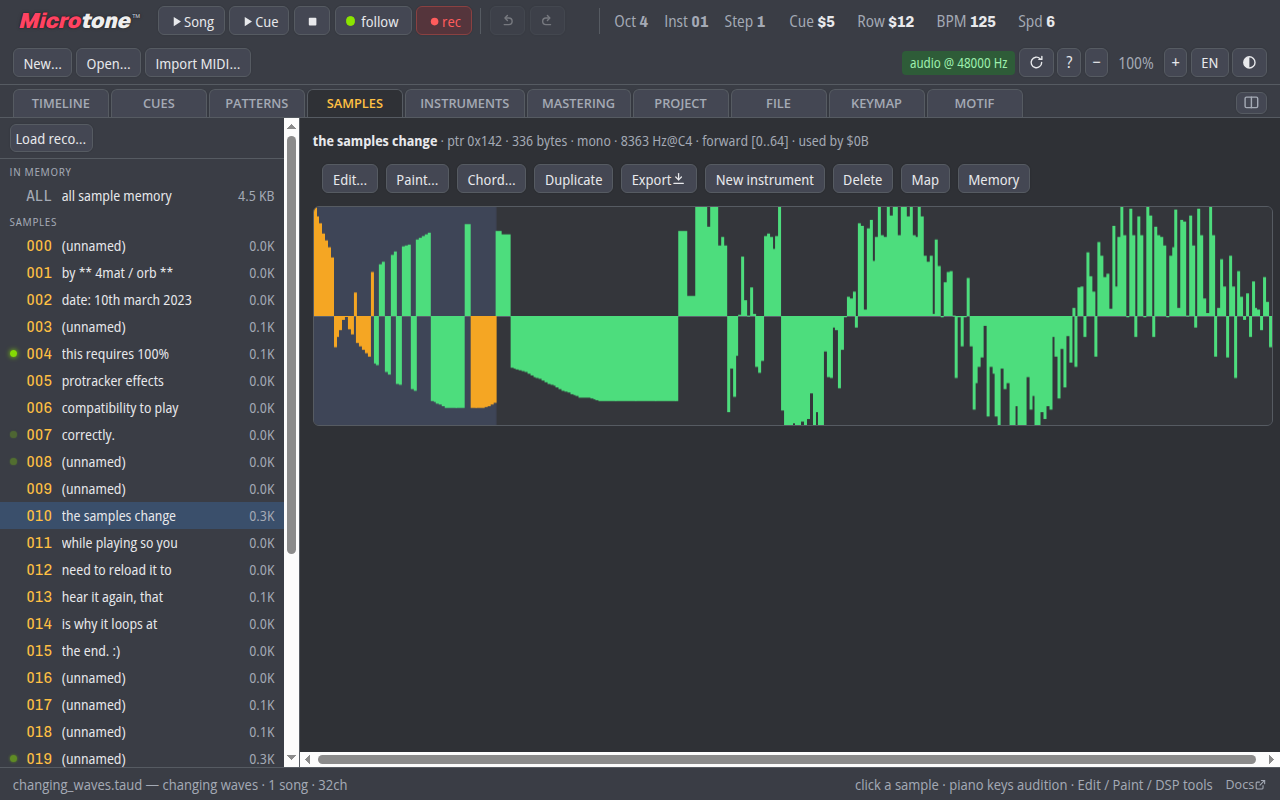 Microtone™ Song Cue follow rec Oct 4 Inst 01 Step 1 Cue $5 Row $12 BPM 125 Spd 6
New... Open... Import MIDI... audio @ 48000 Hz ? − 100% + EN
TIMELINE CUES PATTERNS SAMPLES INSTRUMENTS MASTERING PROJECT FILE KEYMAP MOTIF
Load reco...
IN MEMORY
ALL all sample memory 4.5 KB
SAMPLES
000 (unnamed) 0.0K
001 by ** 4mat / orb ** 0.0K
002 date: 10th march 2023 0.0K
003 (unnamed) 0.1K
004 this requires 100% 0.1K
005 protracker effects 0.0K
006 compatibility to play 0.0K
007 correctly. 0.0K
008 (unnamed) 0.0K
009 (unnamed) 0.0K
010 the samples change 0.3K
011 while playing so you 0.0K
012 need to reload it to 0.0K
013 hear it again, that 0.1K
014 is why it loops at 0.0K
015 the end. :) 0.0K
016 (unnamed) 0.0K
017 (unnamed) 0.1K
018 (unnamed) 0.1K
019 (unnamed) 0.3K
the samples change · ptr 0x142 · 336 bytes · mono · 8363 Hz@C4 · forward [0..64] · used by $0B
Edit... Paint... Chord... Duplicate Export New instrument Delete Map Memory
changing_waves.taud — changing waves · 1 song · 32ch
click a sample · piano keys audition · Edit / Paint / DSP tools Docs